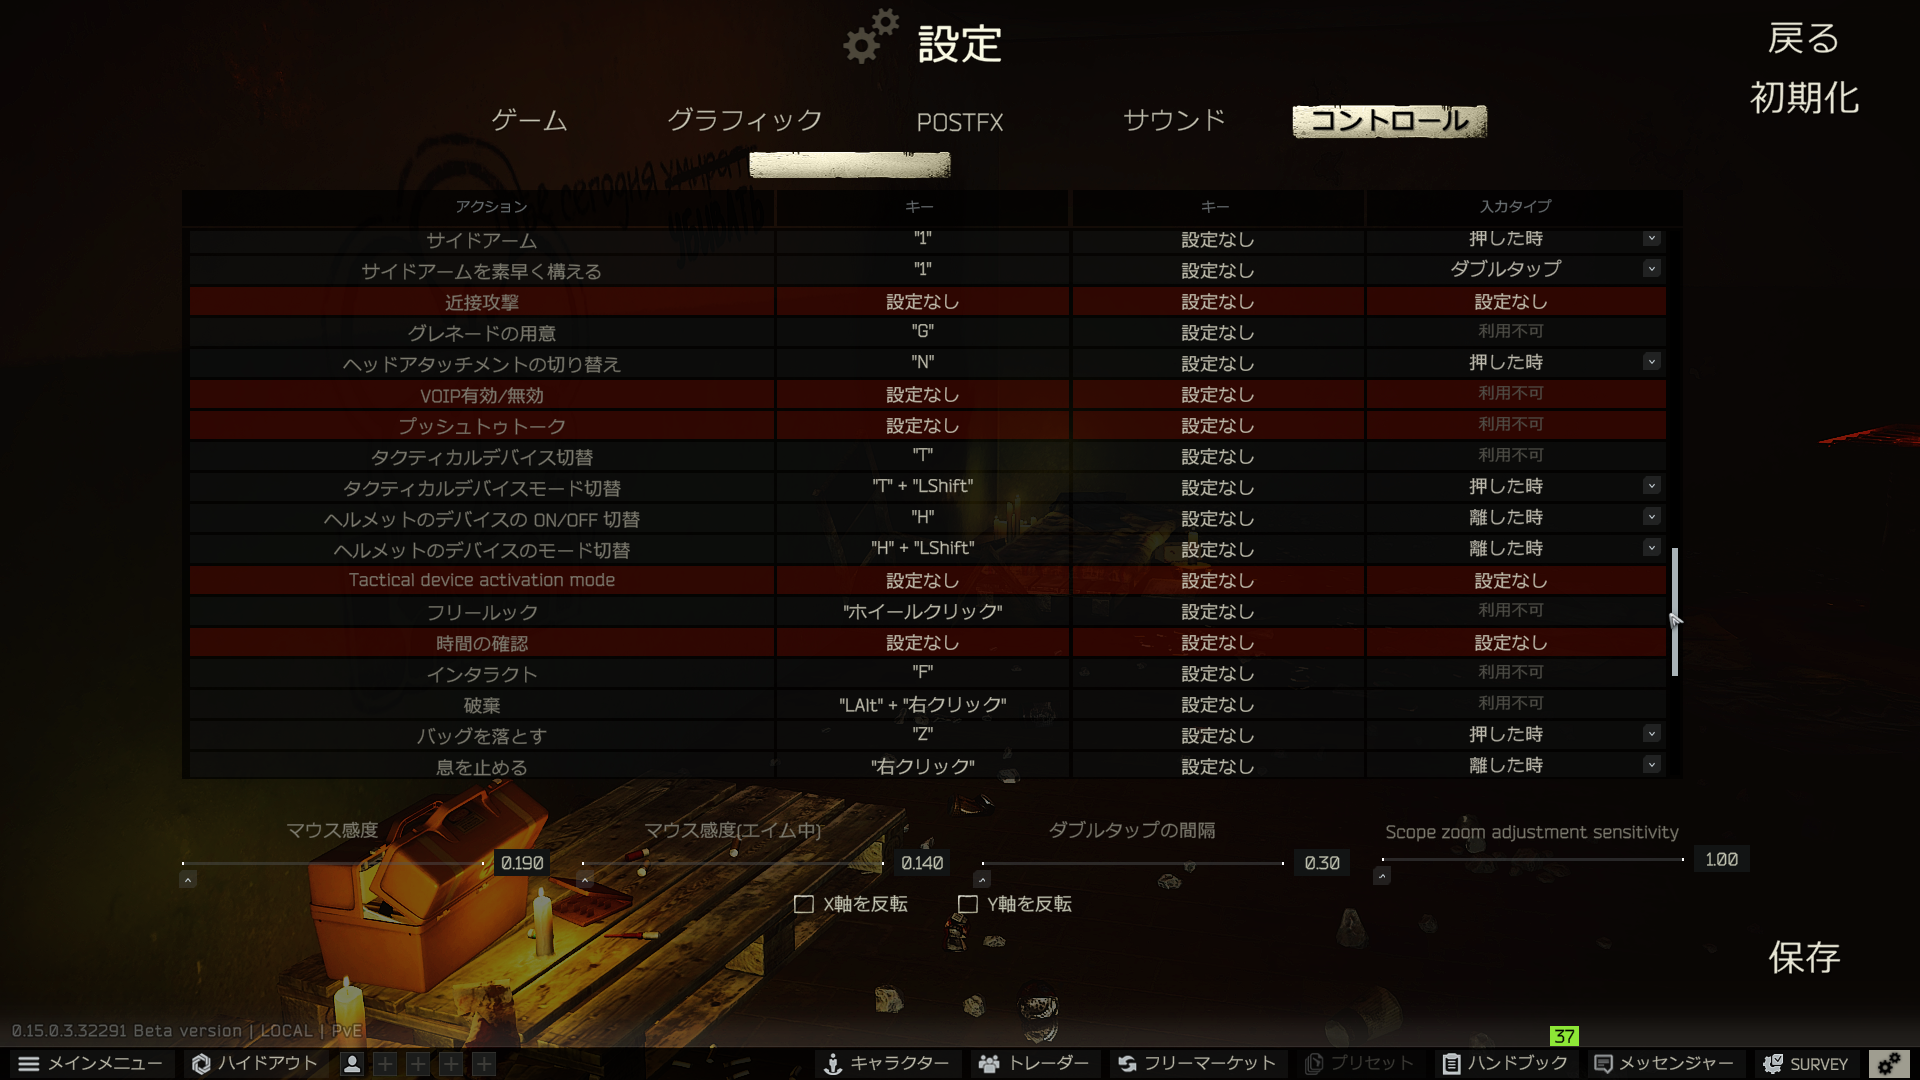 設定
戻る
初期化
ゲーム グラフィック POSTFX サウンド コントロール
сегодня умирать
アクション キー キー 入力タイプ
サイドアーム "1" 設定なし 押した時
サイドアームを素早く構える "1" 設定なし ダブルタップ
近接攻撃 設定なし 設定なし 設定なし
グレネードの用意 "G" 設定なし 利用不可
ヘッドアタッチメントの切り替え "N" 設定なし 押した時
VOIP有効/無効 設定なし 設定なし 利用不可
プッシュトゥトーク 設定なし 設定なし 利用不可
タクティカルデバイス切替 "T" 設定なし 利用不可
タクティカルデバイスモード切替 "T" + "LShift" 設定なし 押した時
ヘルメットのデバイスの ON/OFF 切替 "H" 設定なし 離した時
ヘルメットのデバイスのモード切替 "H" + "LShift" 設定なし 離した時
Tactical device activation mode 設定なし 設定なし 設定なし
フリールック "ホイールクリック" 設定なし 利用不可
時間の確認 設定なし 設定なし 設定なし
インタラクト "F" 設定なし 利用不可
破棄 "LAlt" + "右クリック" 設定なし 利用不可
バッグを落とす "Z" 設定なし 押した時
息を止める "右クリック" 設定なし 離した時
マウス感度 マウス感度(エイム中) ダブルタップの間隔 Scope zoom adjustment sensitivity
0.190 0.140 0.30 1.00
X軸を反転 Y軸を反転
保存
0.15.0.3.32291 Beta version | LOCAL | PvE
37
メインメニュー ハイドアウト キャラクター トレーダー フリーマーケット プリセット ハンドブック メッセンジャー SURVEY